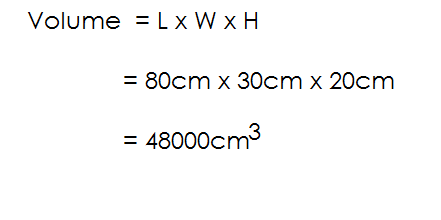 Volume = L x W x H
= 80cm x 30cm x 20cm
= 48000cm³